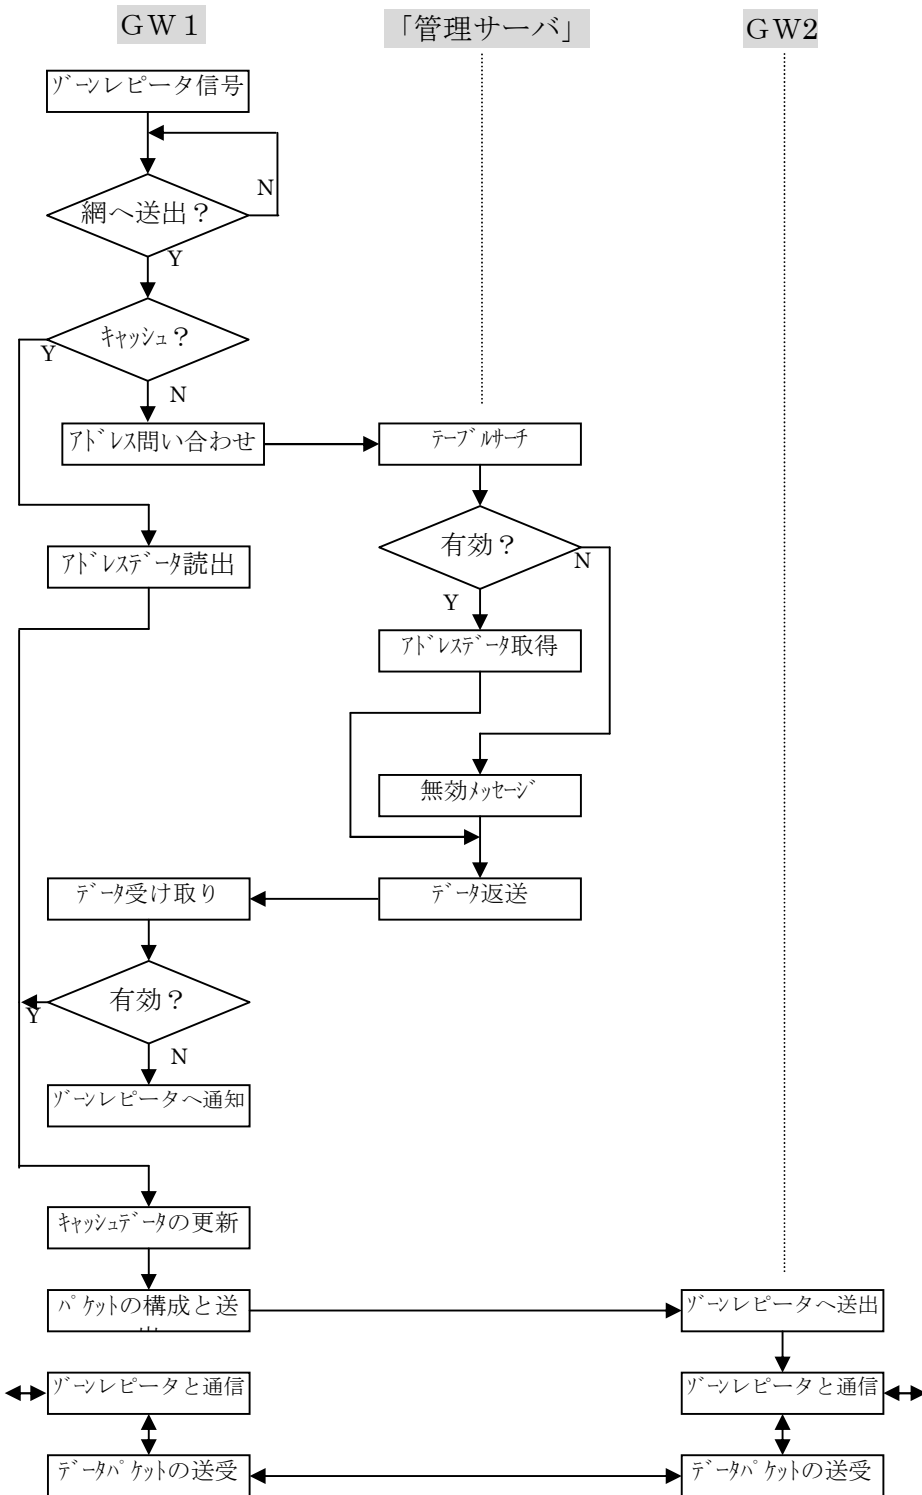 GW1
「管理サーバ」
GW2
ゾーンレピータ信号
N
網へ送出？
Y
キャッシュ？
Y
N
アドレス問い合わせ
テーブルサーチ
有効？
N
アドレスデータ読出
Y
アドレスデータ取得
無効メッセージ
データ受け取り
データ返送
有効？
Y
N
ゾーンレピータへ通知
キャッシュデータの更新
パケットの構成と送
ゾーンレピータへ送出
ゾーンレピータと通信
ゾーンレピータと通信
データパケットの送受
データパケットの送受